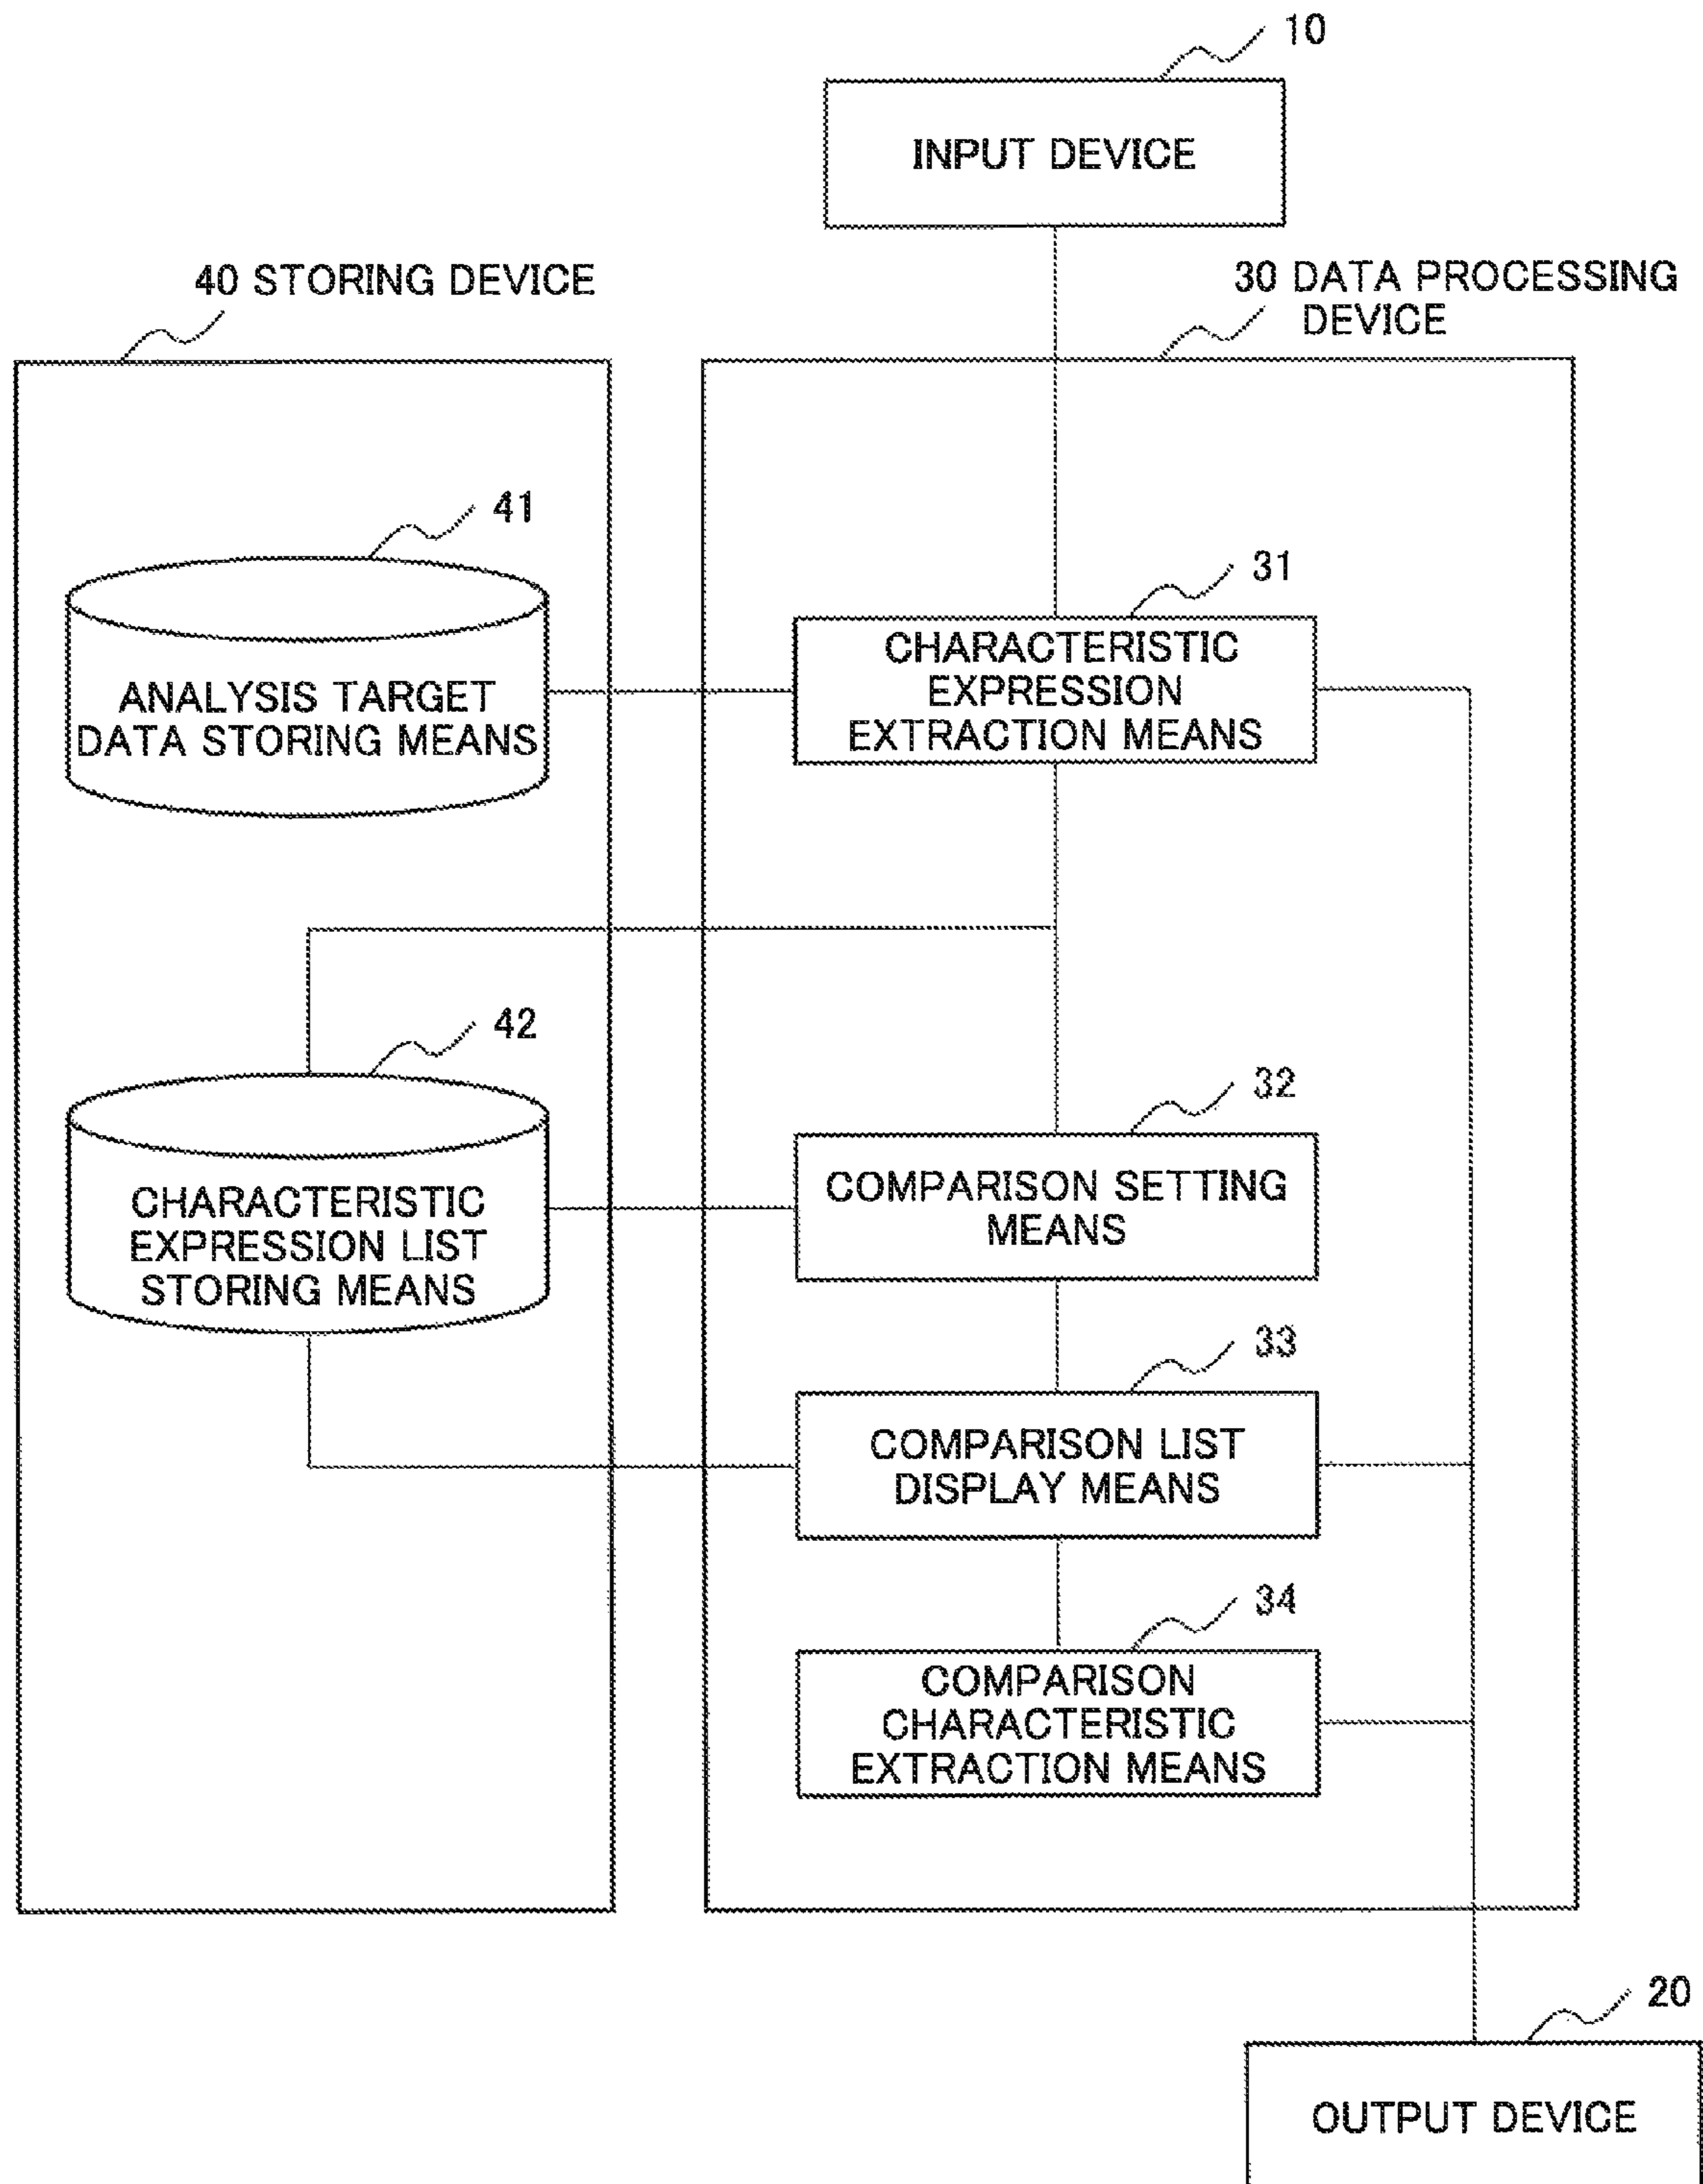 10
INPUT DEVICE
40 STORING DEVICE
30 DATA PROCESSING
DEVICE
41
ANALYSIS TARGET
DATA STORING MEANS
31
CHARACTERISTIC
EXPRESSION
EXTRACTION MEANS
42
CHARACTERISTIC
EXPRESSION LIST
STORING MEANS
32
COMPARISON SETTING
MEANS
33
COMPARISON LIST
DISPLAY MEANS
34
COMPARISON
CHARACTERISTIC
EXTRACTION MEANS
20
OUTPUT DEVICE